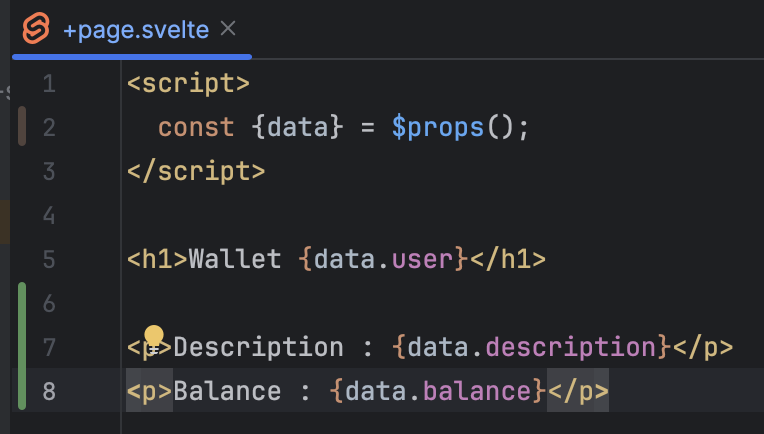 +page.svelte
1 <script>
2 const {data} = $props();
3 </script>
4
5 <h1>Wallet {data.user}</h1>
6
7 <p>Description : {data.description}</p>
8 <p>Balance : {data.balance}</p>